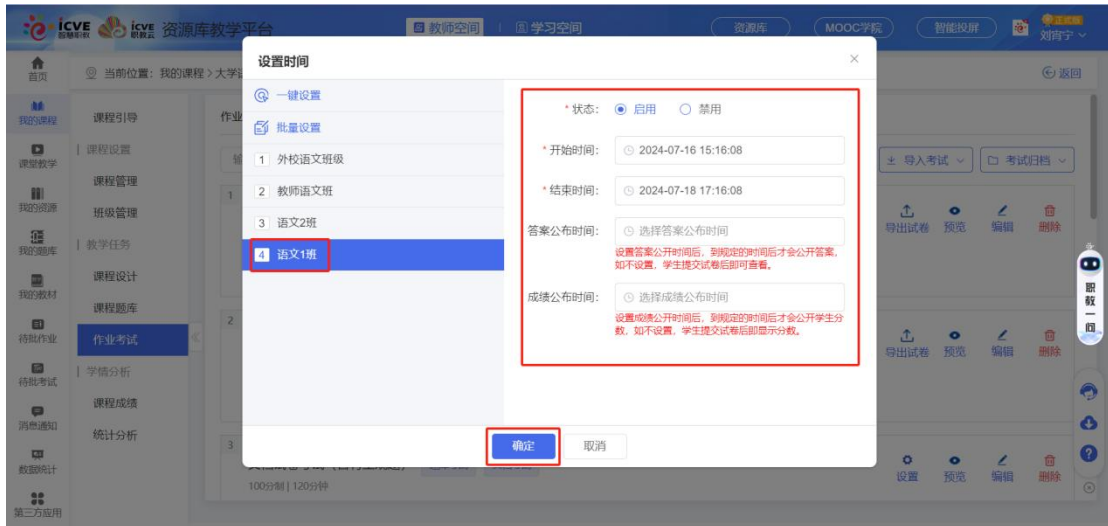 icve 智慧职教 icve 职教云 资源库教学平台
教师空间 学习空间
资源库 MOOC学院 智能投屏
正式版
刘宵宁
首页
我的课程
课堂教学
我的资源
我的题库
我的教材
待批作业
待批考试
消息通知
数据统计
第三方应用
当前位置：我的课程 > 大学
返回
课程引导
课程设置
课程管理
班级管理
教学任务
课程设计
课程题库
作业考试
学情分析
课程成绩
统计分析
作业
导入考试 考试归档
1
导出试卷 预览 编辑 删除
2
导出试卷 预览 编辑 删除
3
100分制 | 120分钟
设置 预览 编辑 删除
设置时间
一键设置
批量设置
1 外校语文班级
2 教师语文班
3 语文2班
4 语文1班
* 状态： 启用 禁用
* 开始时间： 2024-07-16 15:16:08
* 结束时间： 2024-07-18 17:16:08
答案公布时间： 选择答案公布时间
设置答案公开时间后，到规定的时间后才会公开答案，
如不设置，学生提交试卷后即可查看。
成绩公布时间： 选择成绩公布时间
设置成绩公开时间后，到规定的时间后才会公开学生分
数，如不设置，学生提交试卷后即显示分数。
确定 取消
职教一问